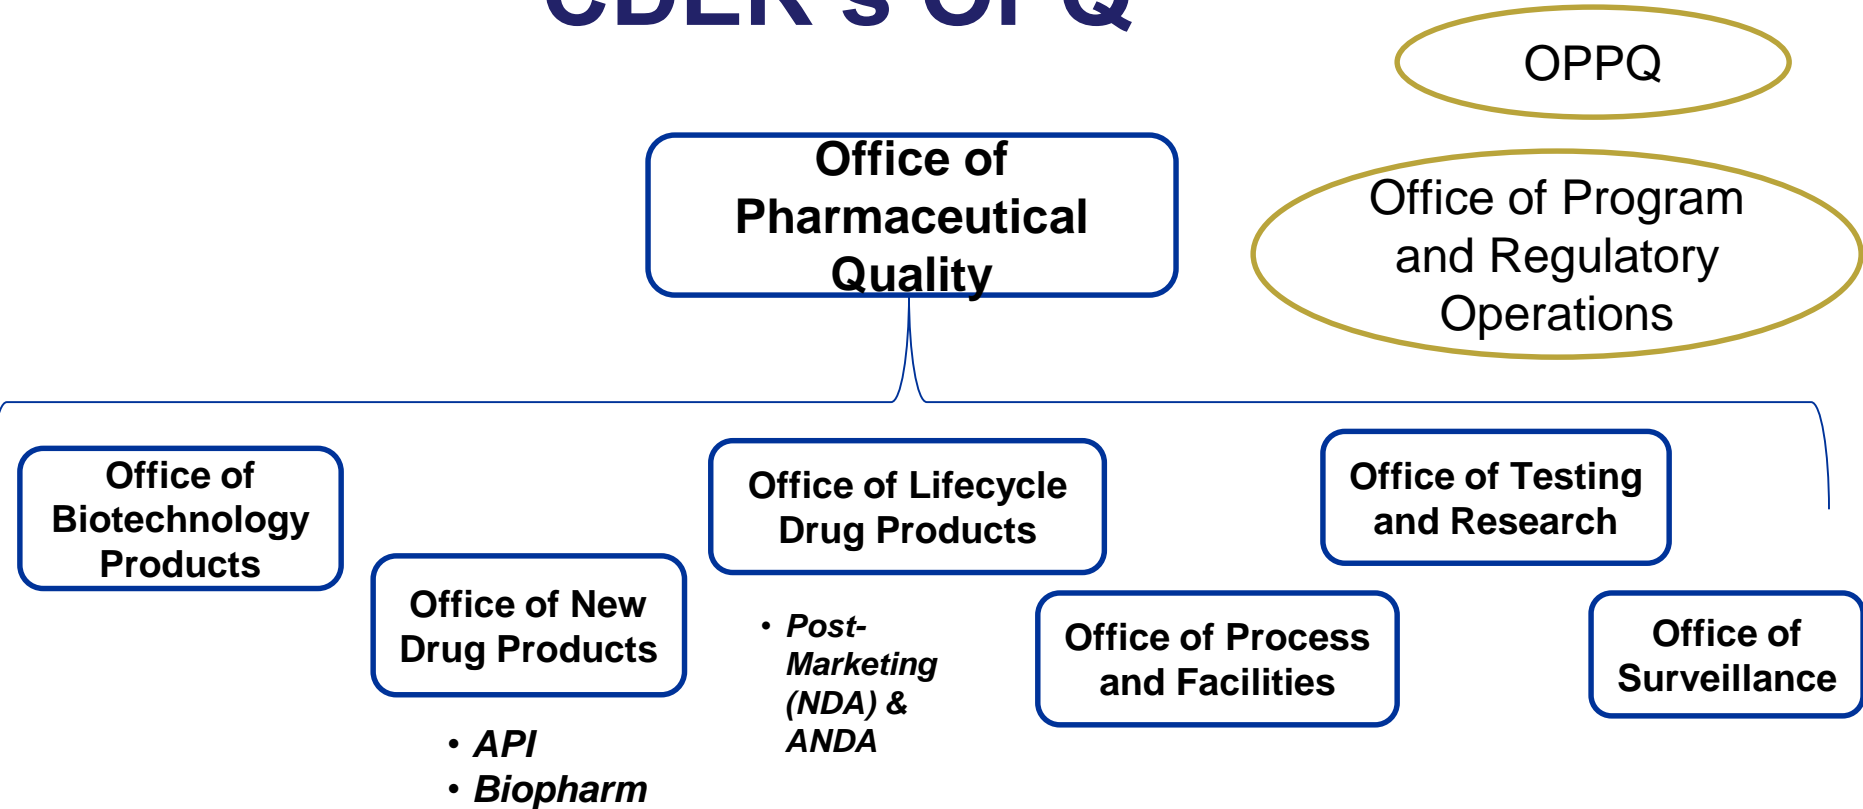 CDER's OPQ
OPPQ
Office of
Pharmaceutical
Quality
Office of Program
and Regulatory
Operations
Office of
Biotechnology
Products
Office of New
Drug Products
• API
• Biopharm
Office of Lifecycle
Drug Products
• Post-
Marketing
(NDA) &
ANDA
Office of Process
and Facilities
Office of Testing
and Research
Office of
Surveillance